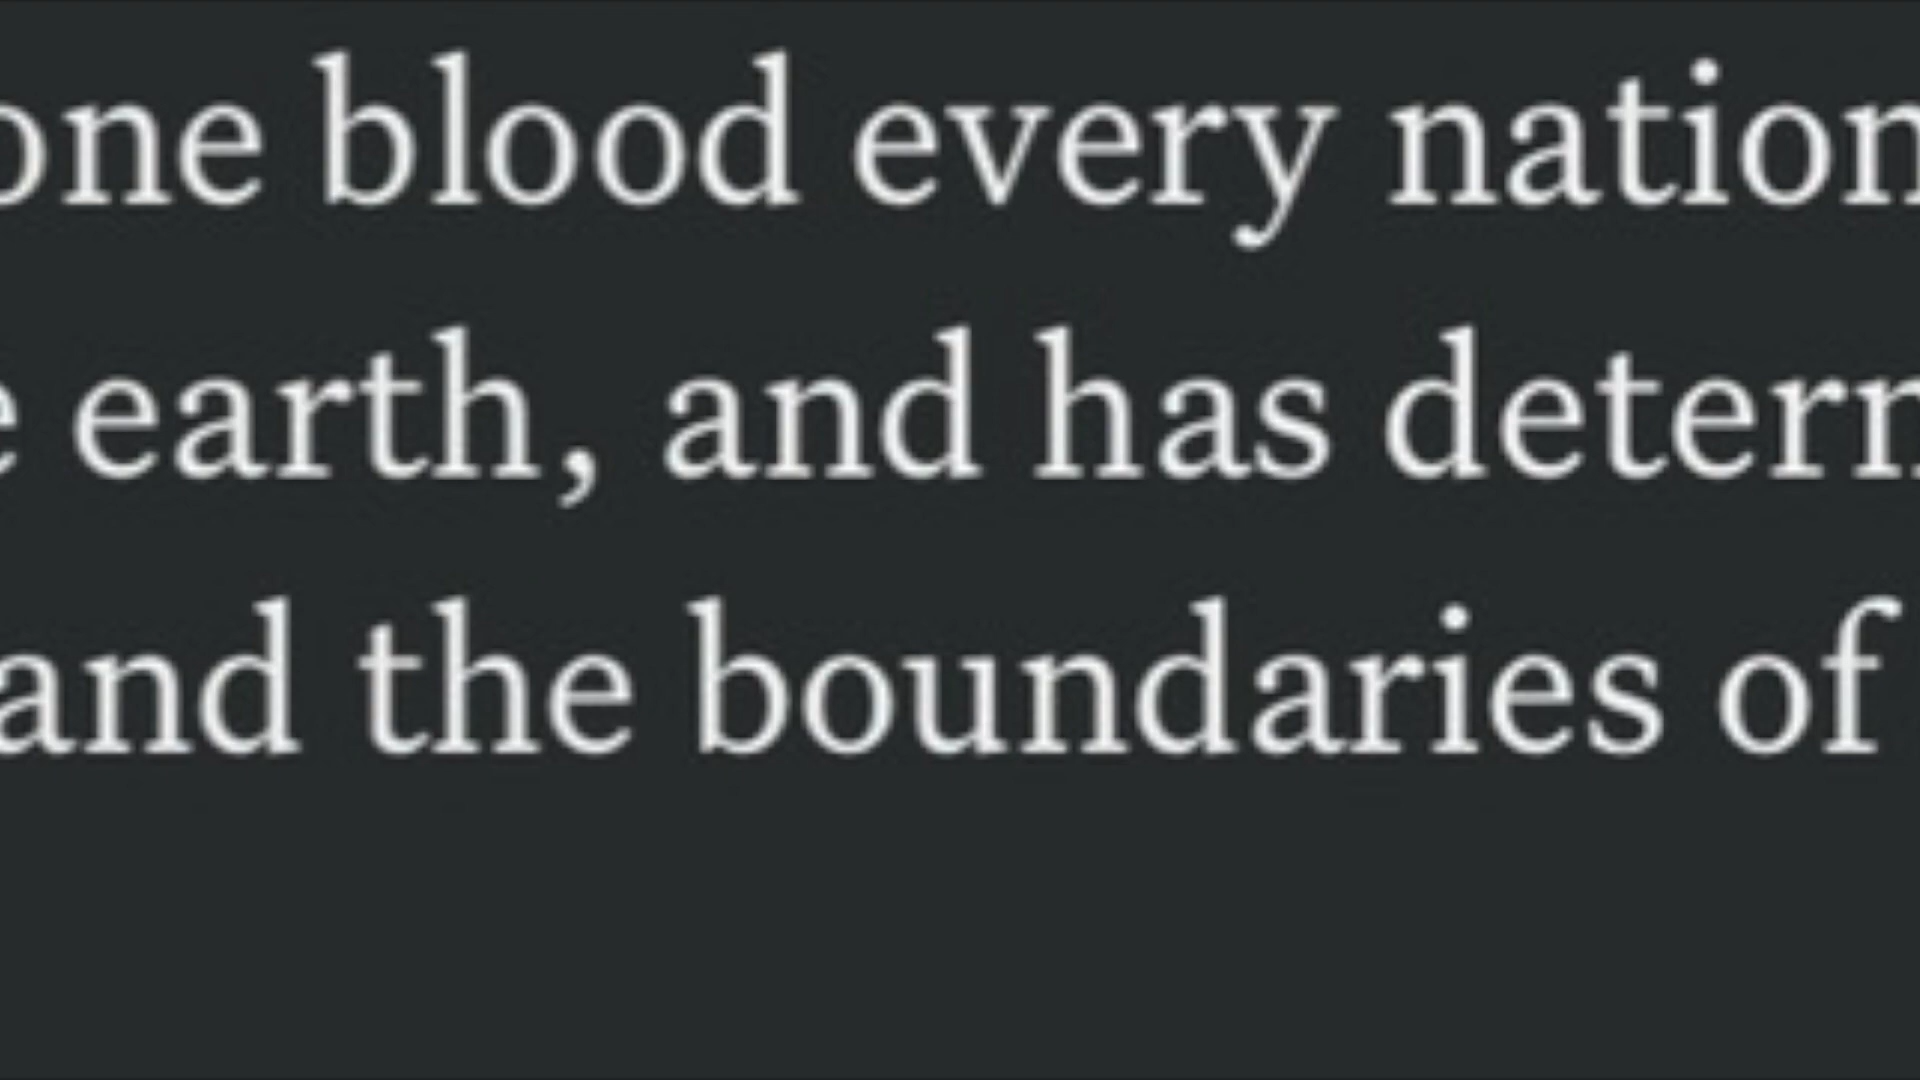 one blood every nation
e earth, and has determ
and the boundaries of